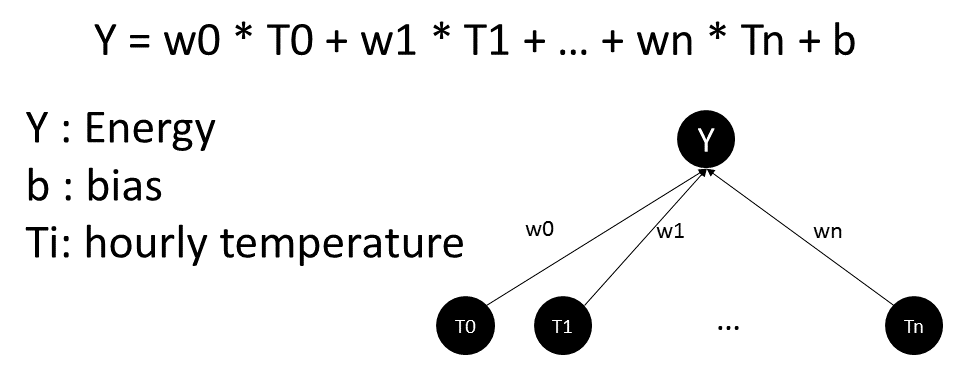 Y = w0 * T0 + w1 * T1 + ... + wn * Tn + b
Y : Energy
b : bias
Ti: hourly temperature
Y
w0
w1
wn
T0
T1
...
Tn